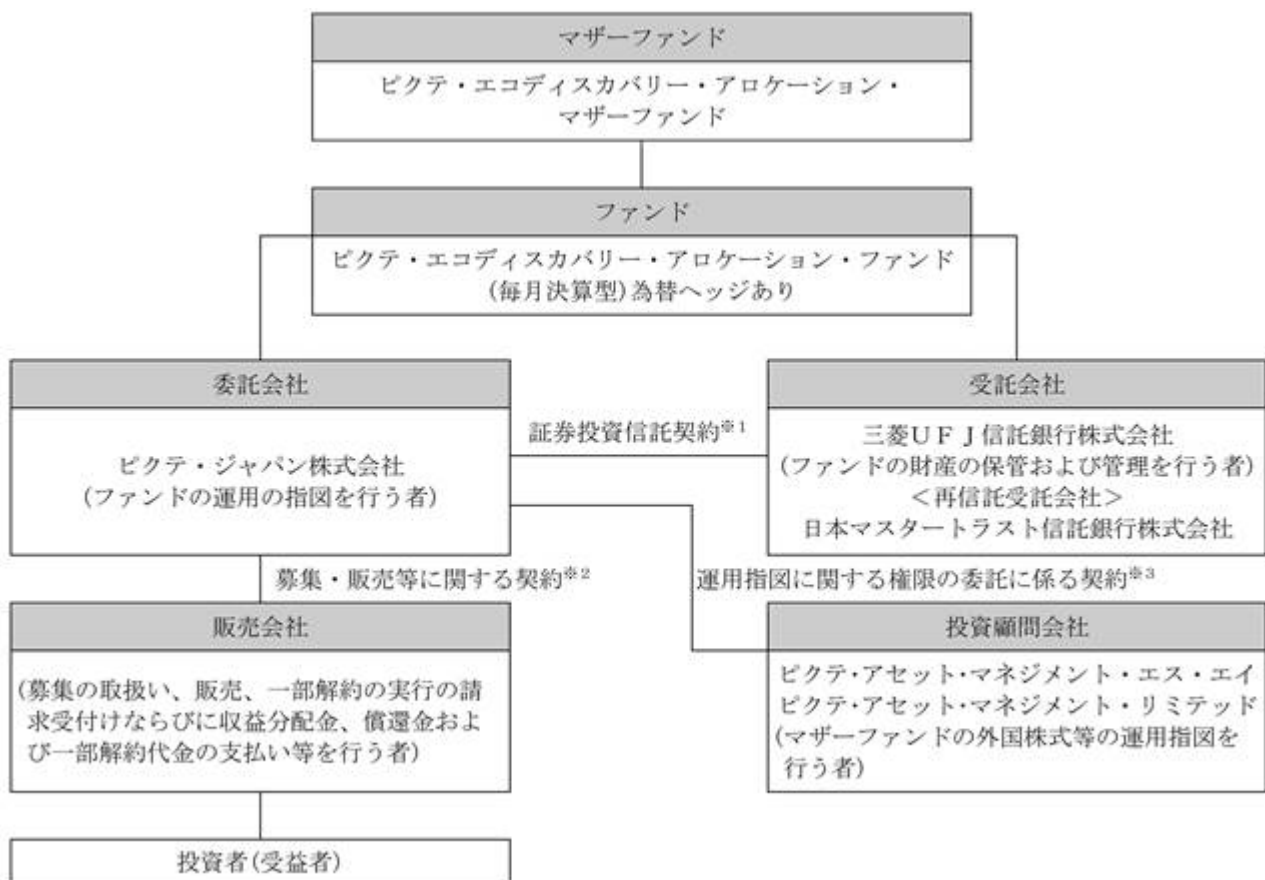 マザーファンド
ピクテ・エコディスカバリー・アロケーション・
マザーファンド
ファンド
ピクテ・エコディスカバリー・アロケーション・ファンド
(毎月決算型)為替ヘッジあり
委託会社
ピクテ・ジャパン株式会社
(ファンドの運用の指図を行う者)
証券投資信託契約※1
受託会社
三菱UFJ信託銀行株式会社
(ファンドの財産の保管および管理を行う者)
<再信託受託会社>
日本マスタートラスト信託銀行株式会社
募集・販売等に関する契約※2
運用指図に関する権限の委託に係る契約※3
販売会社
(募集の取扱い、販売、一部解約の実行の請
求受付けならびに収益分配金、償還金およ
び一部解約代金の支払い等を行う者)
投資顧問会社
ピクテ・アセット・マネジメント・エス・エイ
ピクテ・アセット・マネジメント・リミテッド
(マザーファンドの外国株式等の運用指図を
行う者)
投資者(受益者)